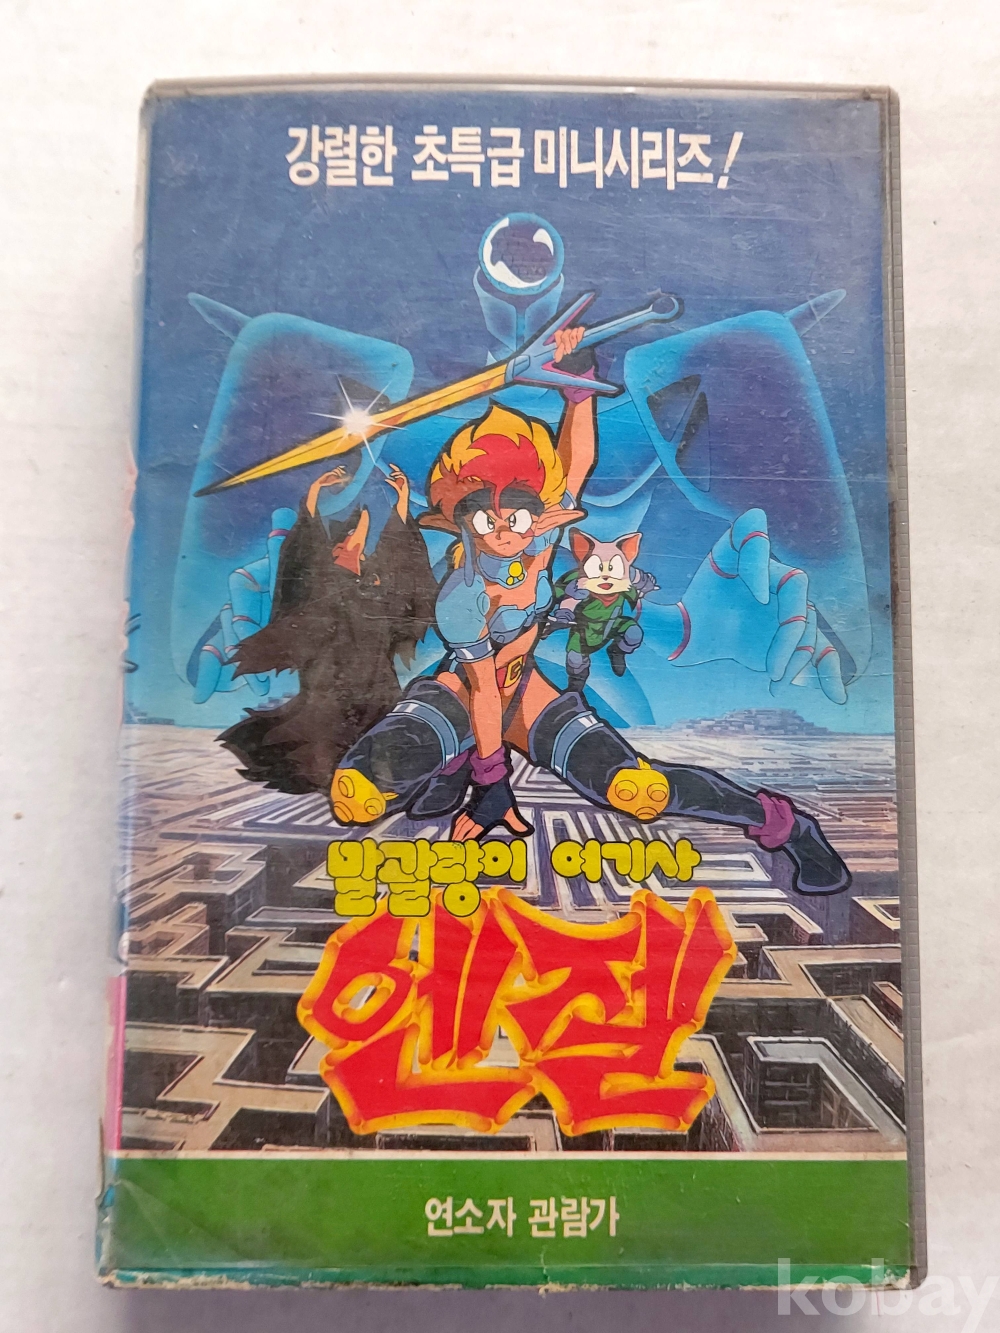 강렬한 초특급 미니시리즈!
말괄량이 여기사
엔젤
연소자 관람가
kobay